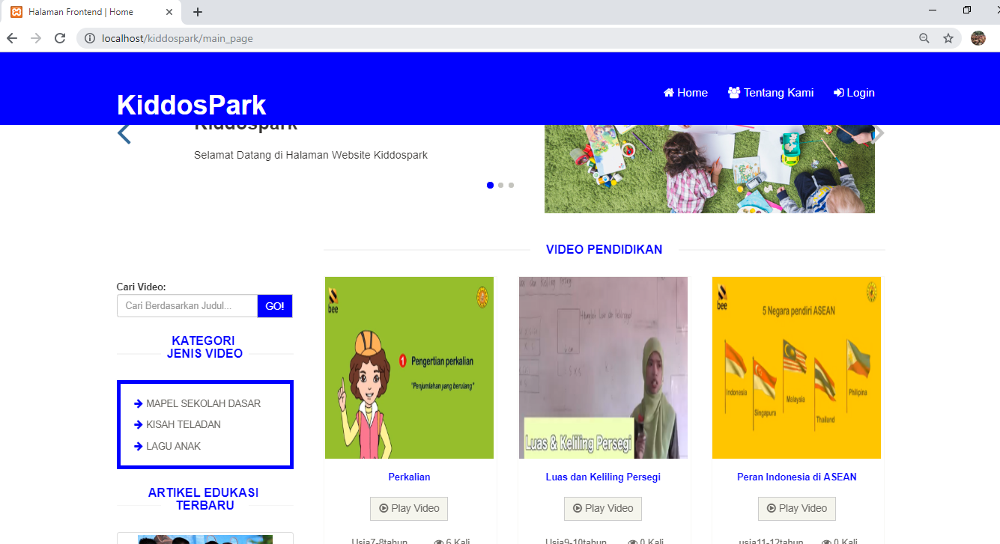 Halaman Frontend | Home
localhost/kiddospark/main_page
KiddosPark
Home
Tentang Kami
Login
Kiddospark
Selamat Datang di Halaman Website Kiddospark
VIDEO PENDIDIKAN
Cari Video:
Cari Berdasarkan Judul...
GO!
KATEGORI
JENIS VIDEO
MAPEL SEKOLAH DASAR
KISAH TELADAN
LAGU ANAK
ARTIKEL EDUKASI
TERBARU
bee
1 Pengertian perkalian
"Penjumlahan yang berulang"
Perkalian
Play Video
Usia7-8tahun
6 Kali
Luas & Keliling Persegi
Luas dan Keliling Persegi
Play Video
Usia9-10tahun
0 Kali
bee
5 Negara pendiri ASEAN
Indonesia
Singapura
Malaysia
Thailand
Philipina
Peran Indonesia di ASEAN
Play Video
usia11-12tahun
0 Kali